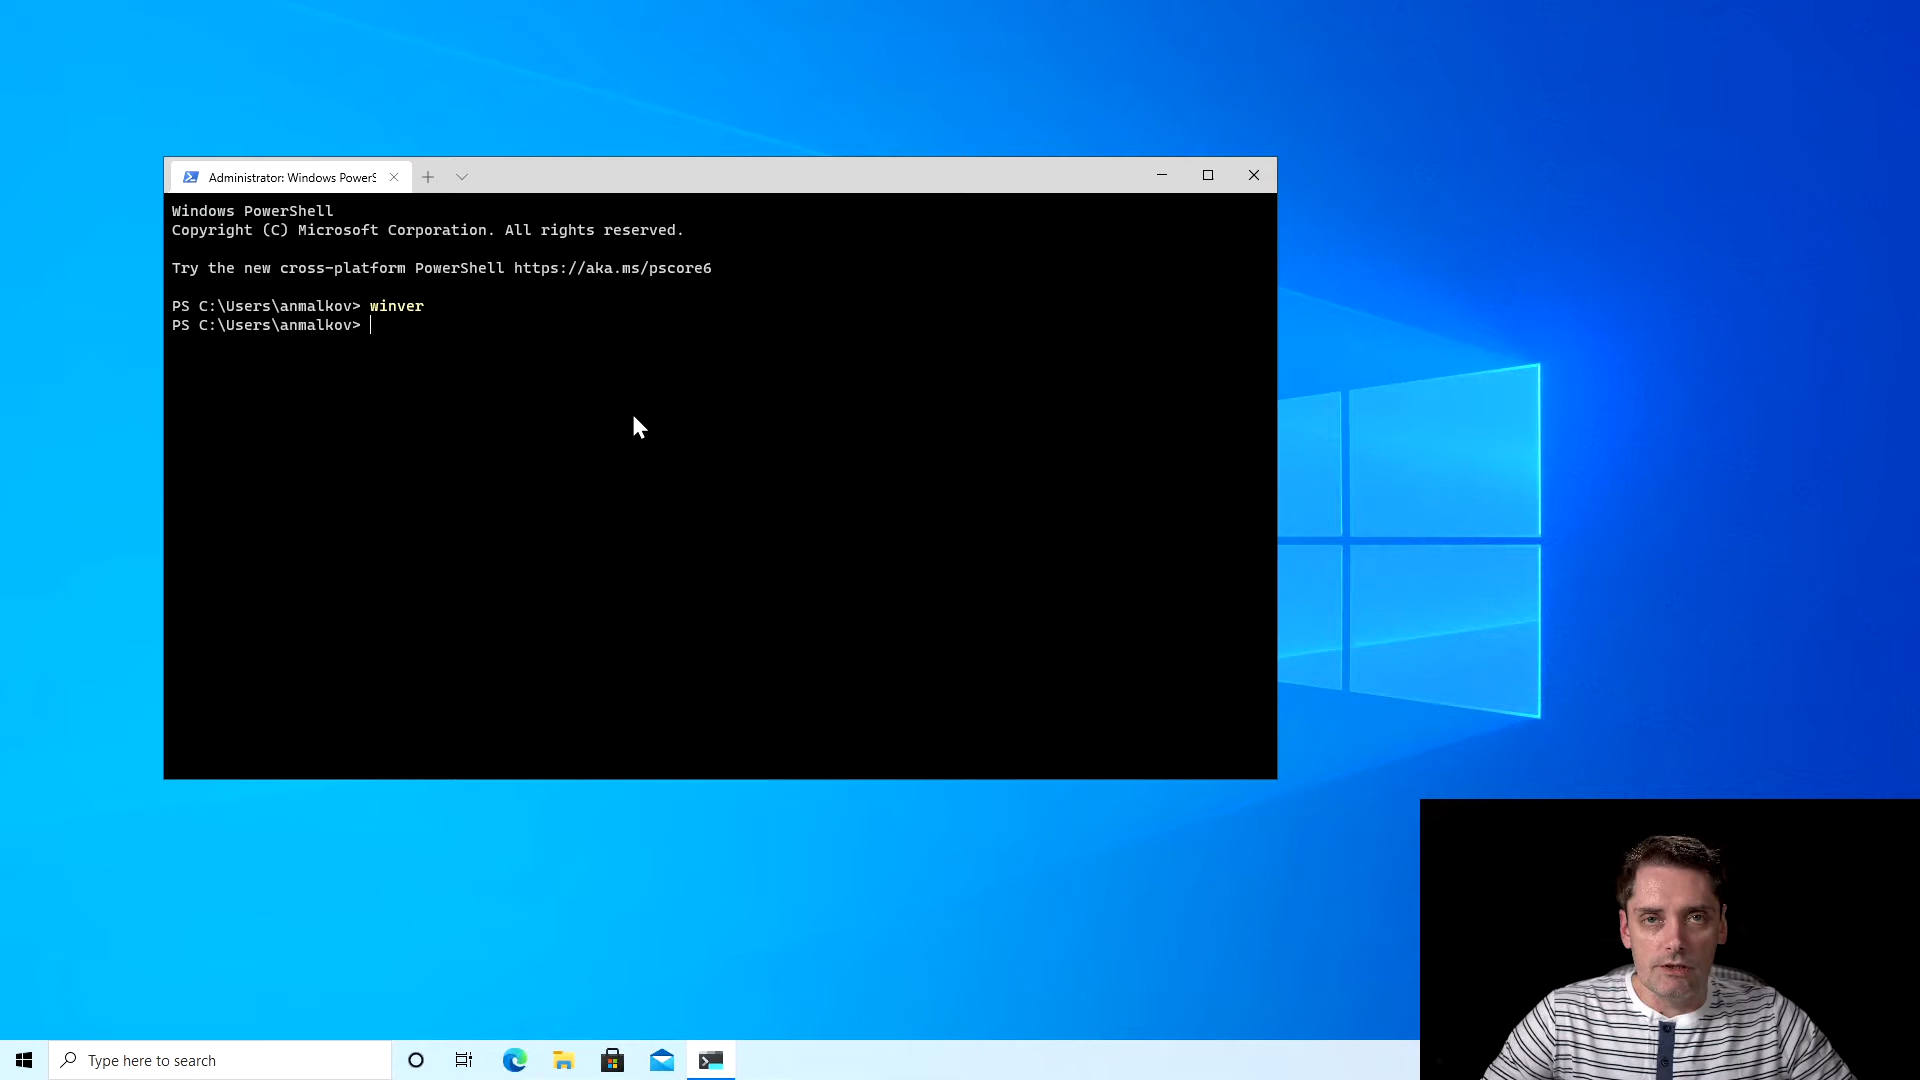 Administrator: Windows PowerS
Windows PowerShell
Copyright (C) Microsoft Corporation. All rights reserved.
Try the new cross-platform PowerShell https://aka.ms/pscore6
PS C:\Users\anmalkov> winver
PS C:\Users\anmalkov>
Type here to search